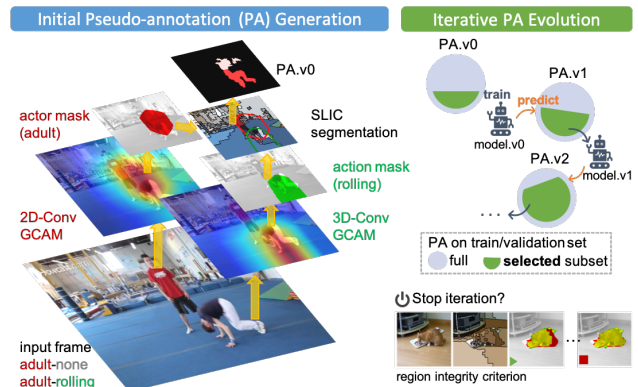 Initial Pseudo-annotation (PA) Generation
PA.v0
actor mask
(adult)
SLIC
segmentation
action mask
(rolling)
2D-Conv
GCAM
3D-Conv
GCAM
input frame
adult-none
adult-rolling
Iterative PA Evolution
PA.v0
PA.v1
train
predict
model.v0
PA.v2
model.v1
...
PA on train/validation set
full
selected subset
Stop iteration?
...
region integrity criterion